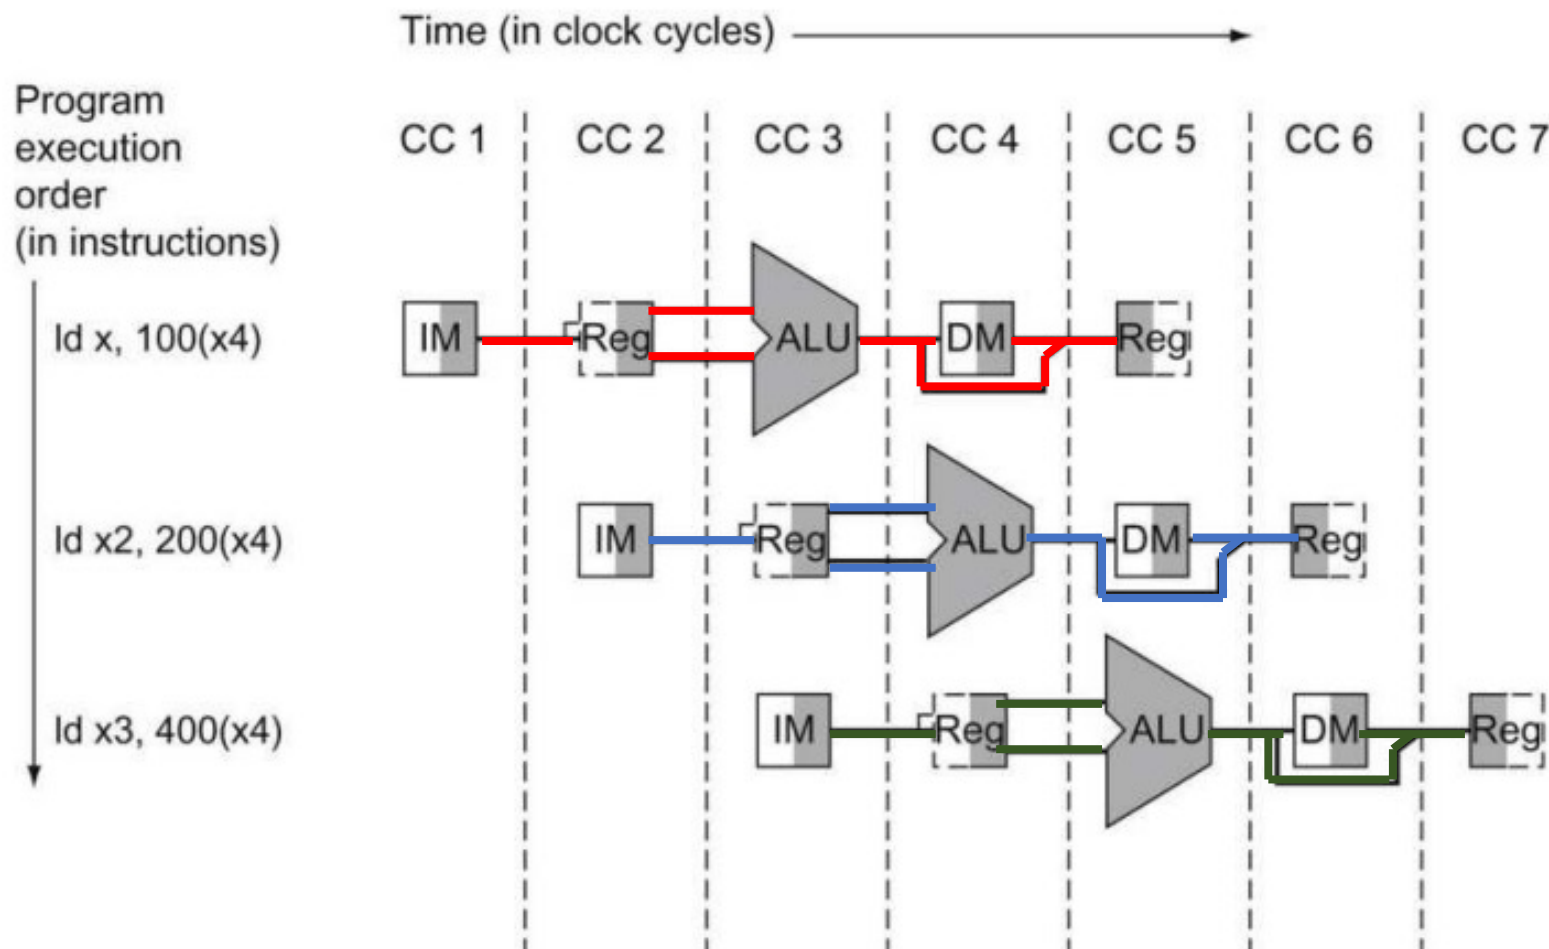 Time (in clock cycles)
Program
execution
order
(in instructions)
CC 1 CC 2 CC 3 CC 4 CC 5 CC 6 CC 7
ld x, 100(x4)
IM Reg ALU DM Reg
ld x2, 200(x4)
IM Reg ALU DM Reg
ld x3, 400(x4)
IM Reg ALU DM Reg